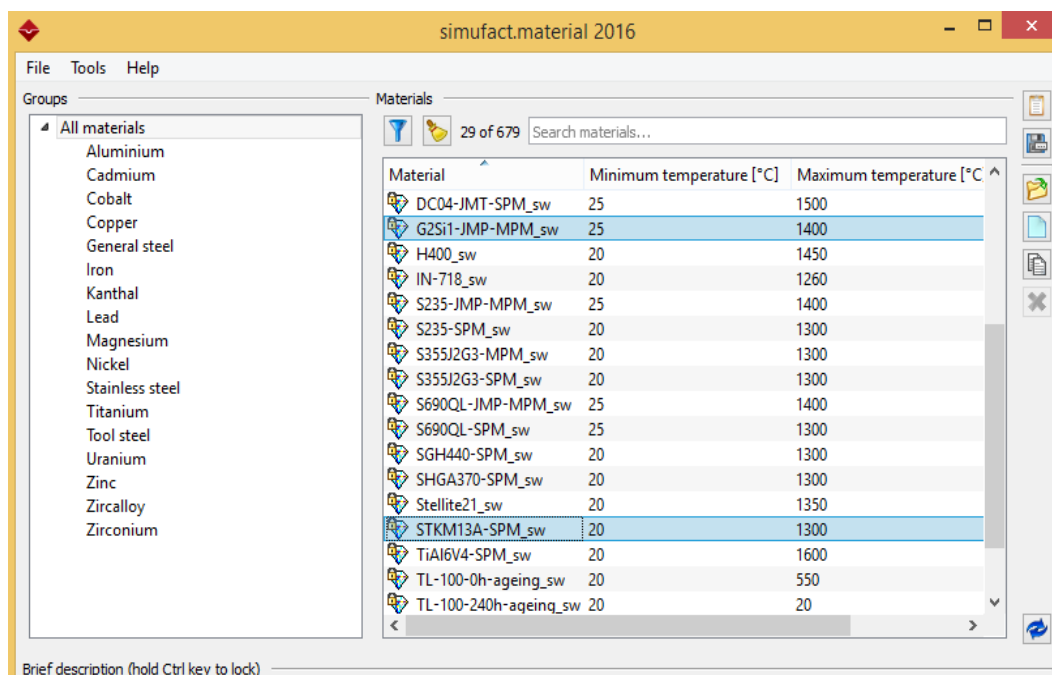 simufact.material 2016
File Tools Help
Groups
All materials
Aluminium
Cadmium
Cobalt
Copper
General steel
Iron
Kanthal
Lead
Magnesium
Nickel
Stainless steel
Titanium
Tool steel
Uranium
Zinc
Zircalloy
Zirconium
Materials
29 of 679 Search materials...
Material Minimum temperature [°C] Maximum temperature [°C
DC04-JMT-SPM_sw 25 1500
G2Si1-JMP-MPM_sw 25 1400
H400_sw 20 1450
IN-718_sw 20 1260
S235-JMP-MPM_sw 25 1400
S235-SPM_sw 20 1300
S355J2G3-MPM_sw 20 1300
S355J2G3-SPM_sw 20 1300
S690QL-JMP-MPM_sw 25 1400
S690QL-SPM_sw 25 1300
SGH440-SPM_sw 20 1300
SHGA370-SPM_sw 20 1300
Stellite21_sw 20 1350
STKM13A-SPM_sw 20 1300
TiAl6V4-SPM_sw 20 1600
TL-100-0h-ageing_sw 20 550
TL-100-240h-ageing_sw 20 20
Brief description (hold Ctrl key to lock)